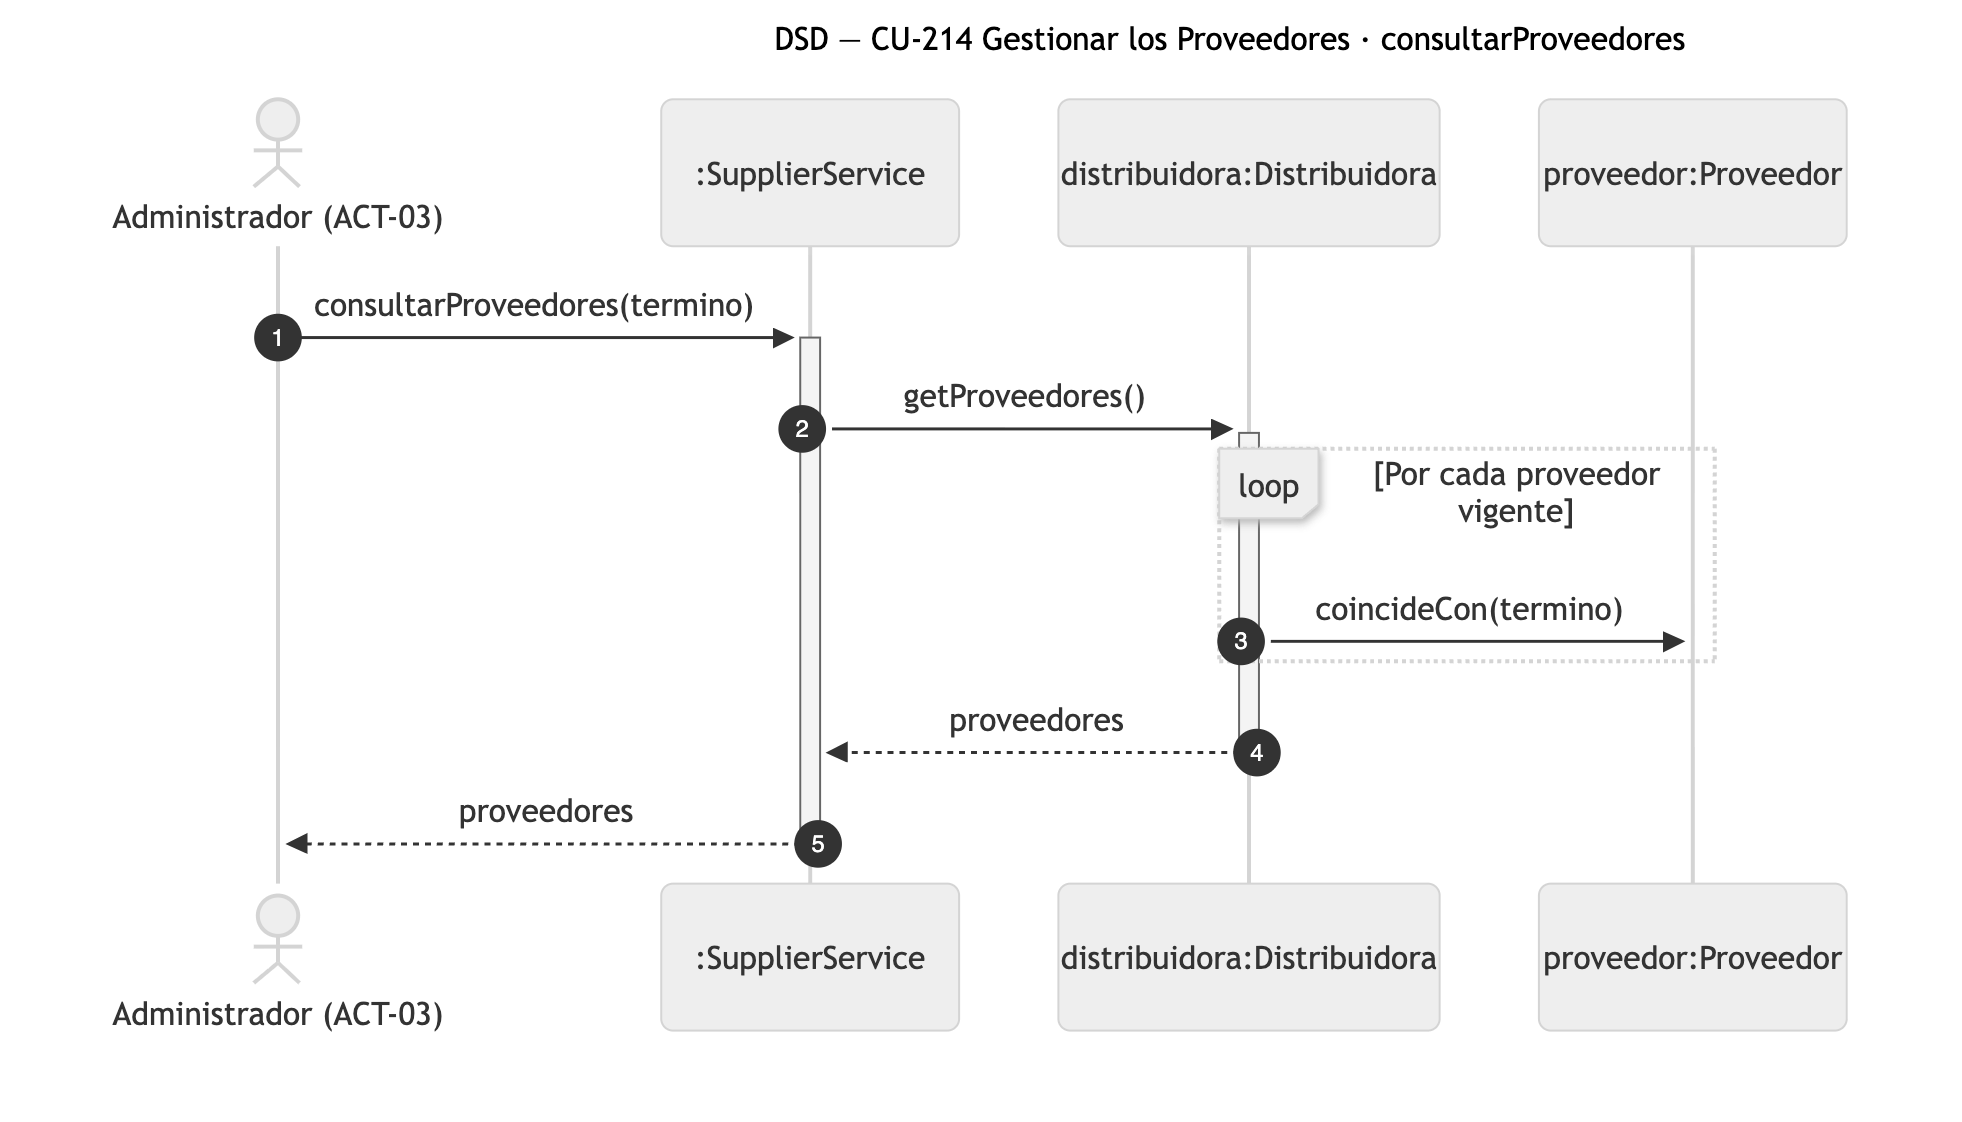 DSD — CU-214 Gestionar los Proveedores · consultarProveedores
Administrador (ACT-03)
:SupplierService
distribuidora:Distribuidora
proveedor:Proveedor
consultarProveedores(termino)
1
getProveedores()
2
loop
[Por cada proveedor
vigente]
coincideCon(termino)
3
proveedores
4
proveedores
5
:SupplierService
distribuidora:Distribuidora
proveedor:Proveedor
Administrador (ACT-03)